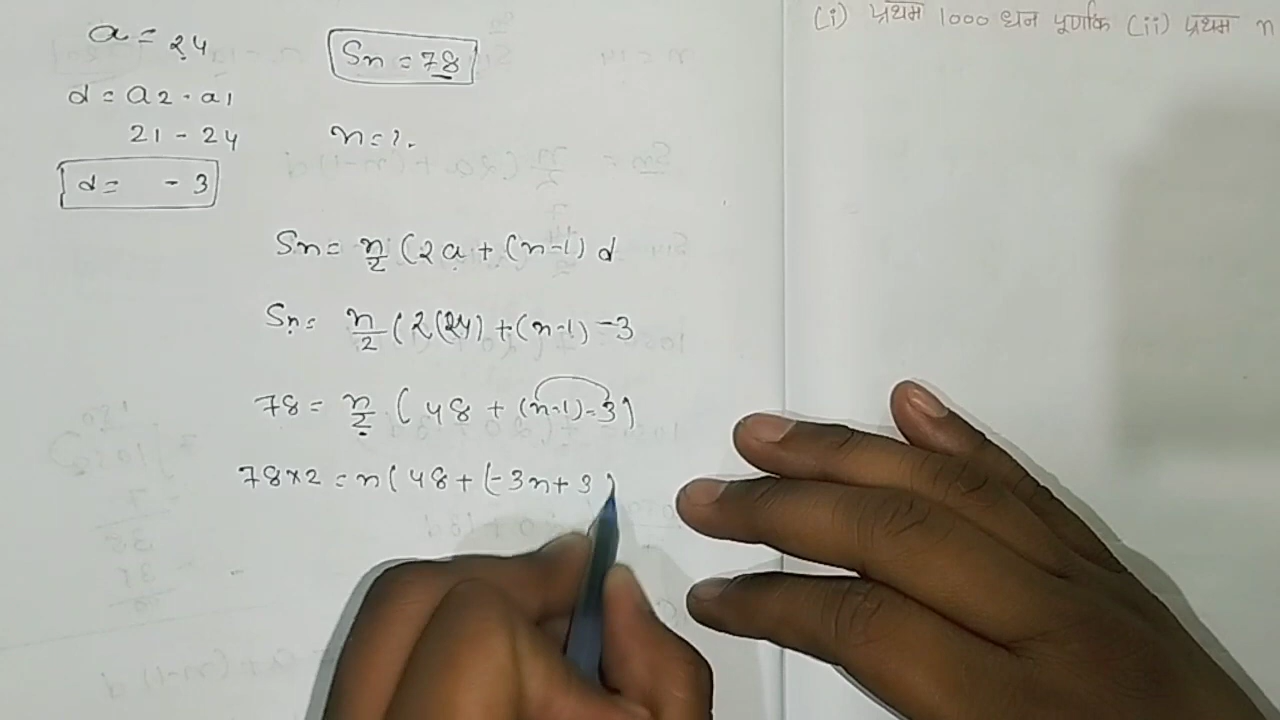 a = 24
Sn = 78
d = a2 - a1
21 - 24
n = ?.
d = - 3
Sn = n/2 (2a + (n-1) d
Sn = n/2 (2(24) + (n-1) -3
78 = n/2 ( 48 + (n-1) -3)
78×2 = n( 48 + (-3n + 3)
(i) प्रथम 1000 धन पूर्णांक (ii) प्रथम n